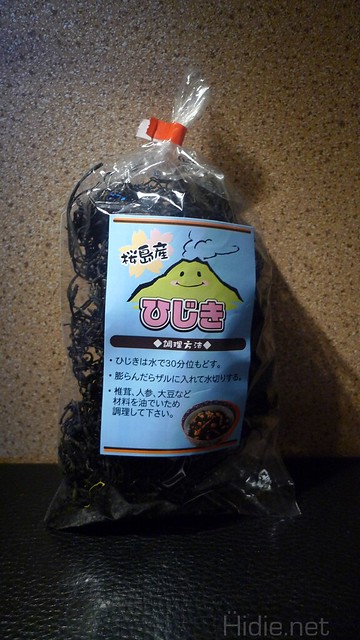 桜島産
ひじき
◆調理方法◆
・ひじきは水で30分位もどす。
・膨らんだらザルに入れて水切りする。
・椎茸、人参、大豆など
材料を油でいため
調理して下さい。
Hidie.net